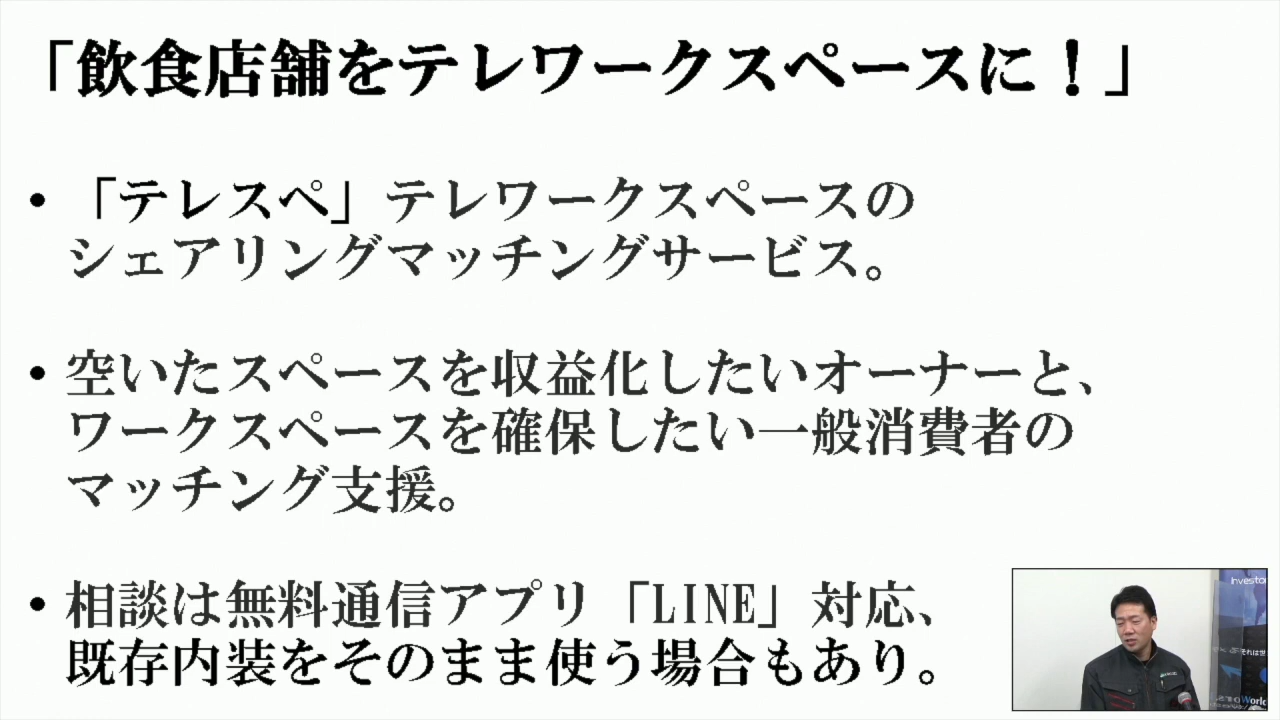 「飲食店舗をテレワークスペースに！」
• 「テレスペ」テレワークスペースの
シェアリングマッチングサービス。
• 空いたスペースを収益化したいオーナーと、
ワークスペースを確保したい一般消費者の
マッチング支援。
• 相談は無料通信アプリ「LINE」対応、
既存内装をそのまま使う場合もあり。
Investo
それは世